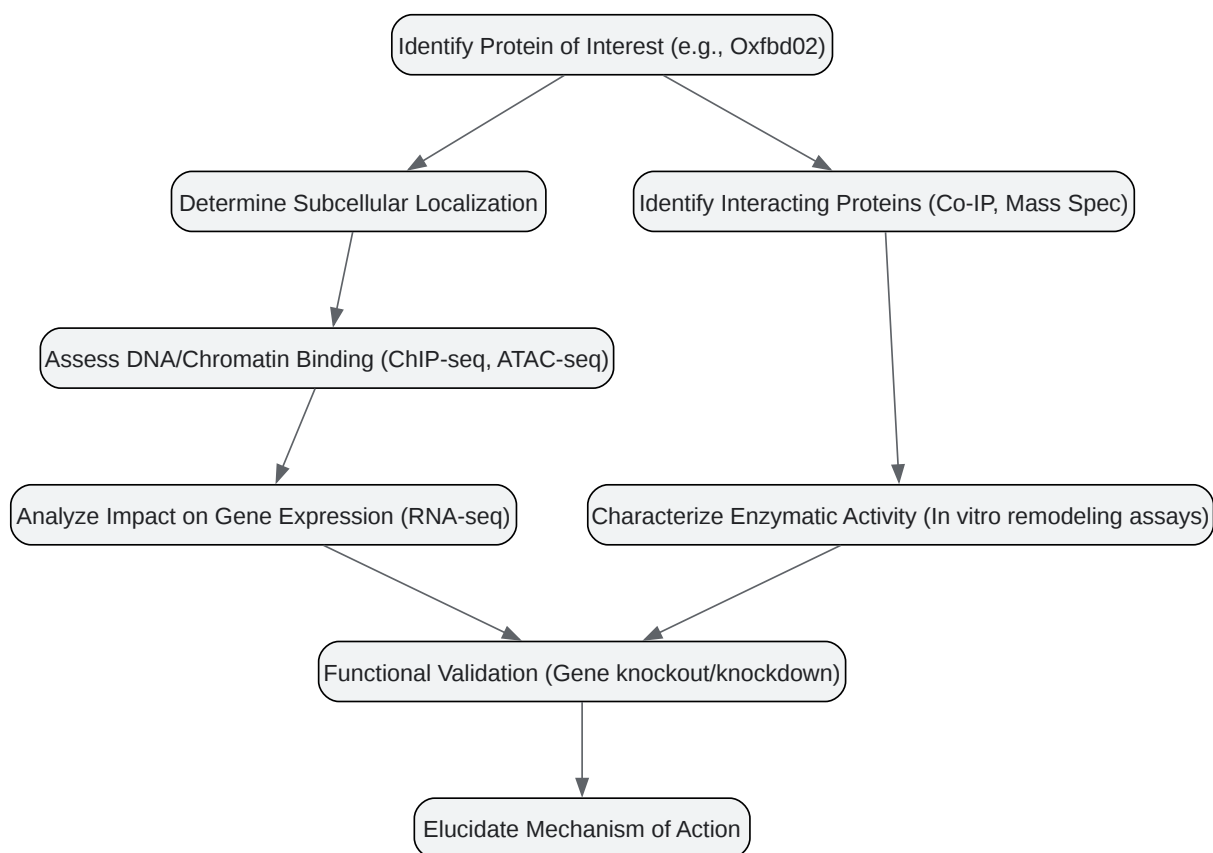 Identify Protein of Interest (e.g., Oxfbd02)
Determine Subcellular Localization
Identify Interacting Proteins (Co-IP, Mass Spec)
Assess DNA/Chromatin Binding (ChIP-seq, ATAC-seq)
Analyze Impact on Gene Expression (RNA-seq)
Characterize Enzymatic Activity (In vitro remodeling assays)
Functional Validation (Gene knockout/knockdown)
Elucidate Mechanism of Action